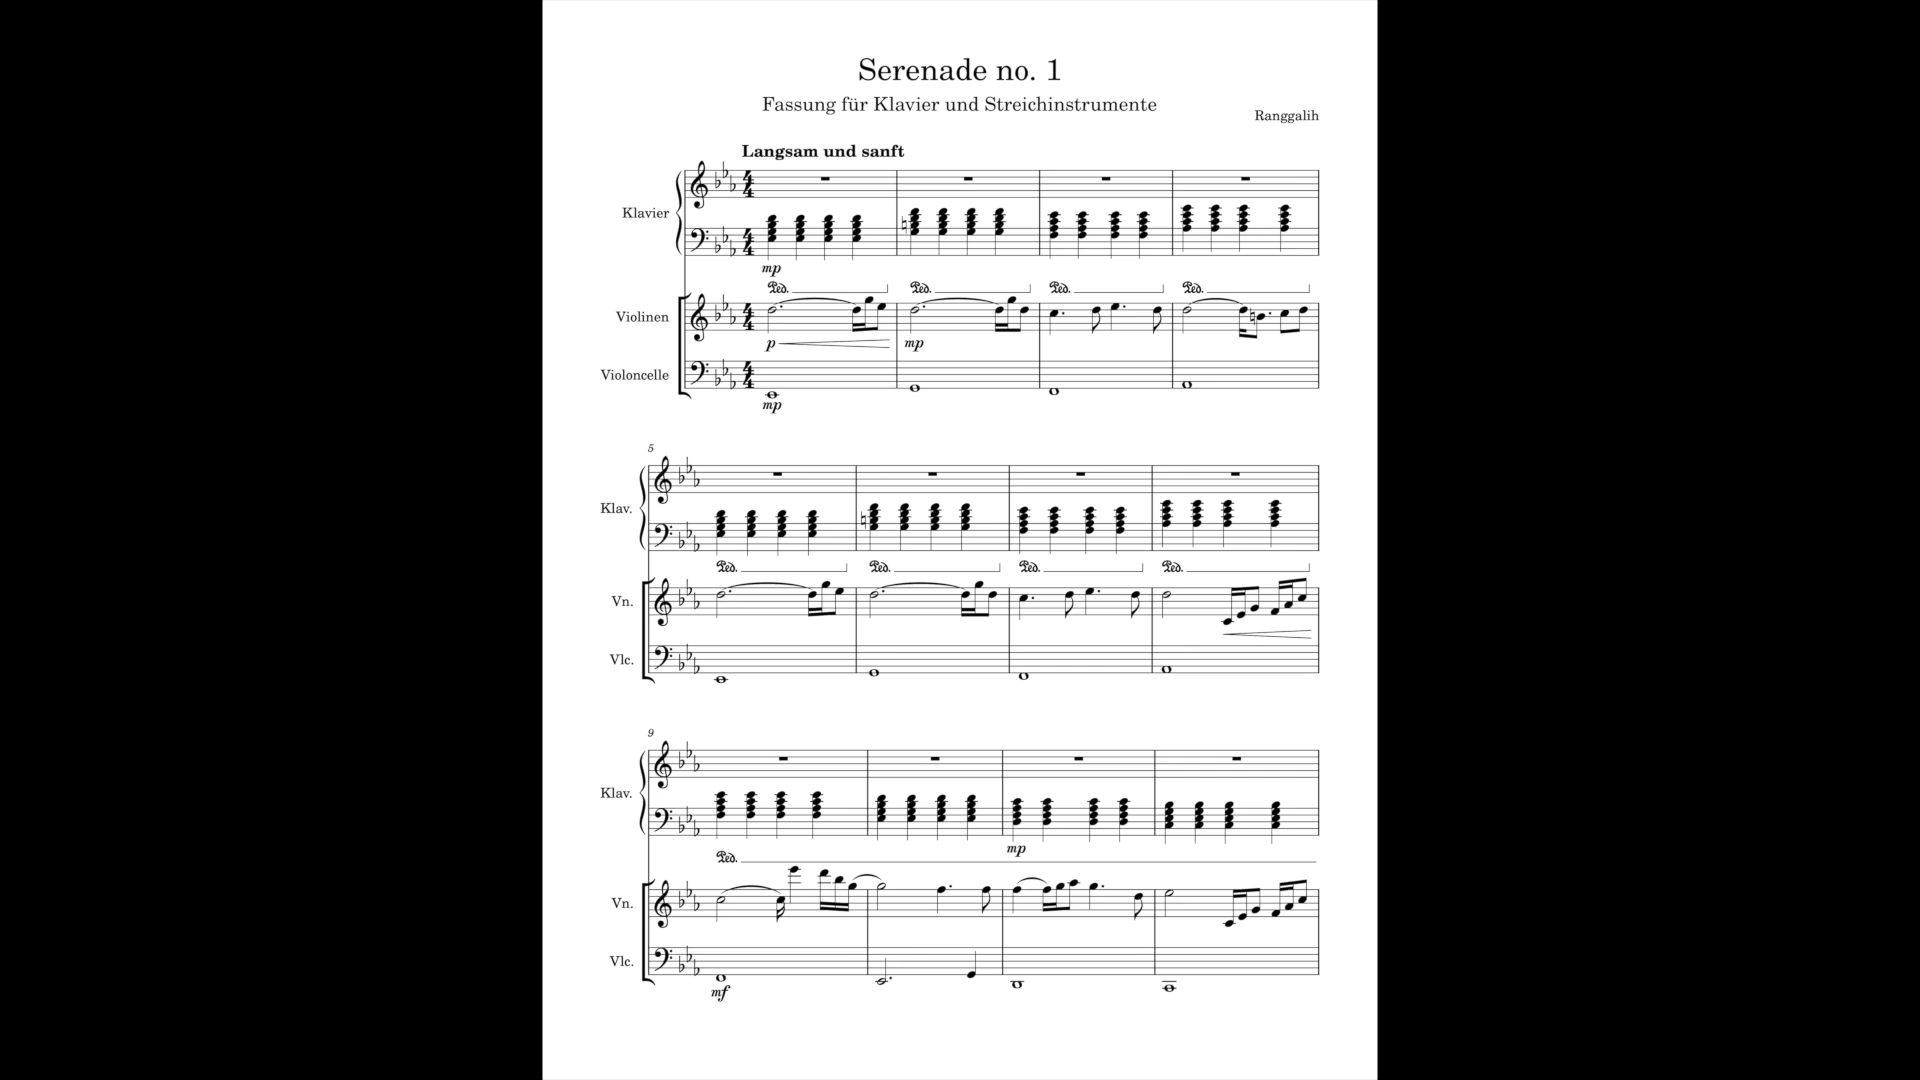 Serenade no. 1
Fassung für Klavier und Streichinstrumente
Ranggalih
Langsam und sanft
Klavier
mp
Ped. Ped. Ped. Ped.
Violinen
p mp
Violoncelle
mp
5
Klav.
Ped. Ped. Ped. Ped.
Vn.
Vlc.
9
Klav.
mp
Ped.
Vn.
Vlc.
mf